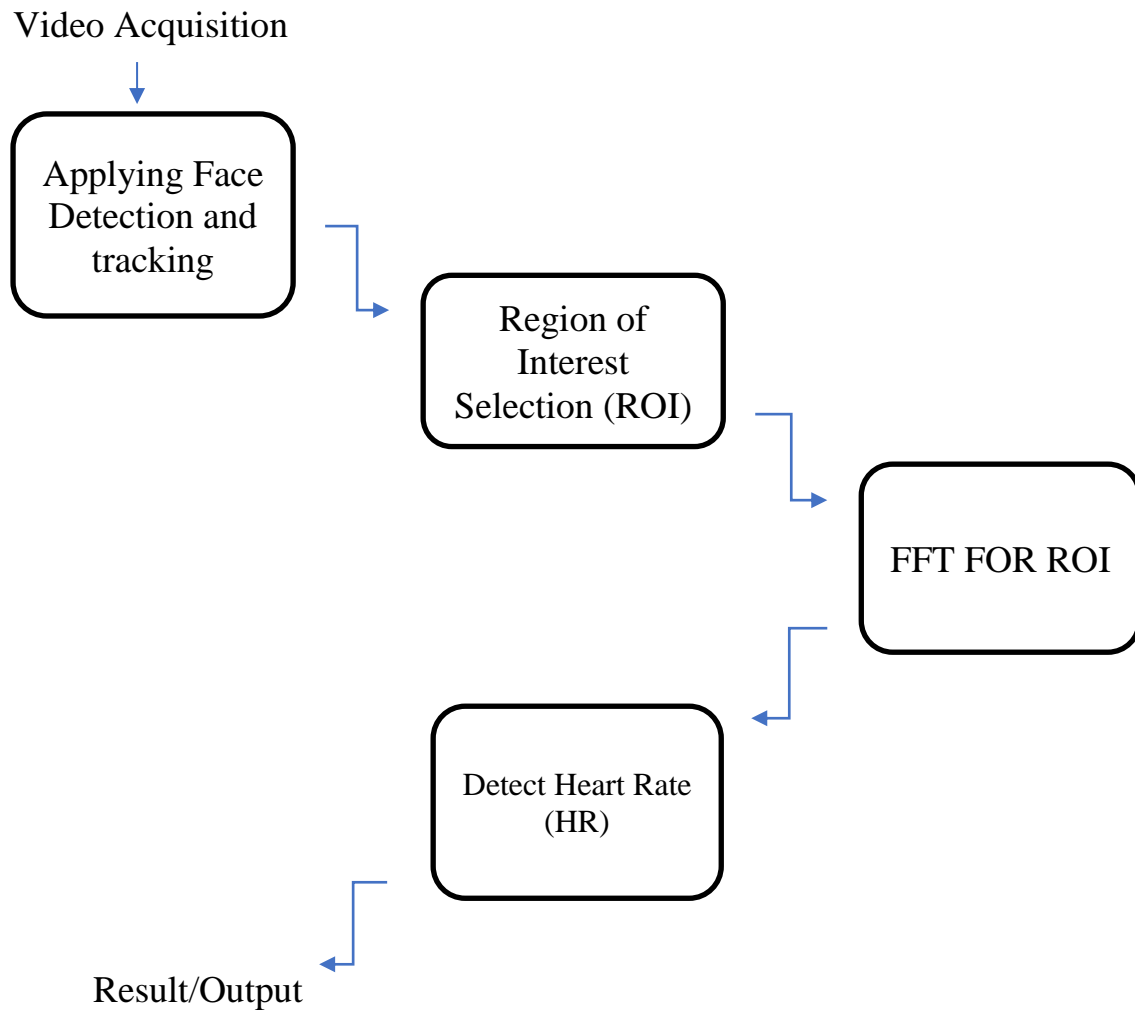 Video Acquisition
Applying Face
Detection and
tracking
Region of
Interest
Selection (ROI)
FFT FOR ROI
Detect Heart Rate
(HR)
Result/Output